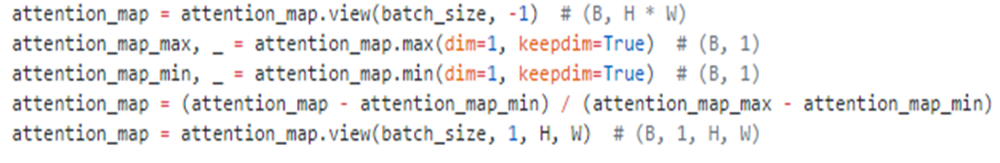 attention_map = attention_map.view(batch_size, -1)  # (B, H * W)
attention_map_max, _ = attention_map.max(dim=1, keepdim=True)  # (B, 1)
attention_map_min, _ = attention_map.min(dim=1, keepdim=True)  # (B, 1)
attention_map = (attention_map - attention_map_min) / (attention_map_max - attention_map_min)
attention_map = attention_map.view(batch_size, 1, H, W)  # (B, 1, H, W)